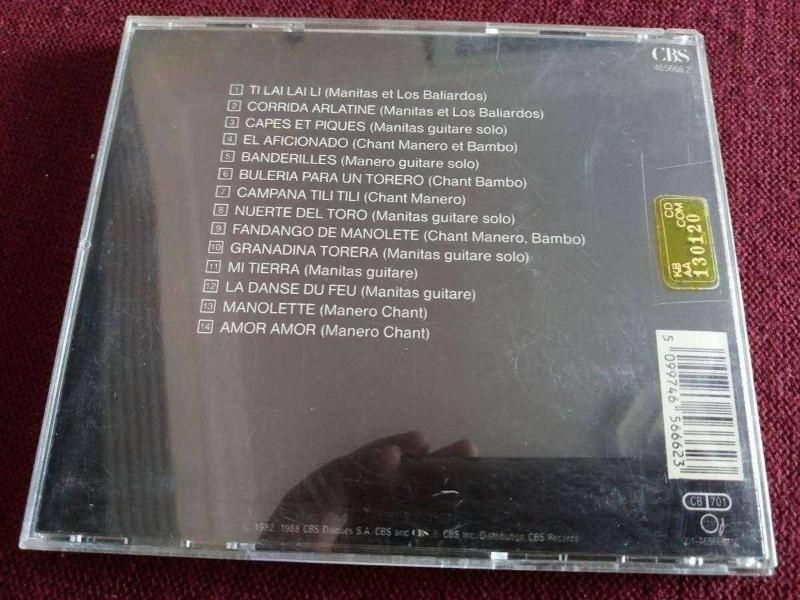 CBS
465666 2
1 TI LAI LAI LI (Manitas et Los Baliardos)
2 CORRIDA ARLATINE (Manitas et Los Baliardos)
3 CAPES ET PIQUES (Manitas guitare solo)
4 EL AFICIONADO (Chant Manero et Bambo)
5 BANDERILLES (Manero guitare solo)
6 BULERIA PARA UN TORERO (Chant Bambo)
7 CAMPANA TILI TILI (Chant Manero)
8 NUERTE DEL TORO (Manitas guitare solo)
9 FANDANGO DE MANOLETE (Chant Manero, Bambo)
10 GRANADINA TORERA (Manitas guitare solo)
11 MI TIERRA (Manitas guitare)
12 LA DANSE DU FEU (Manitas guitare)
13 MANOLETTE (Manero Chant)
14 AMOR AMOR (Manero Chant)
CD COM
KB AA
130120
5 099746 566623
CB 701
1982, 1988 CBS Disques S.A. CBS and CBS CBS Inc. Distribution CBS Records